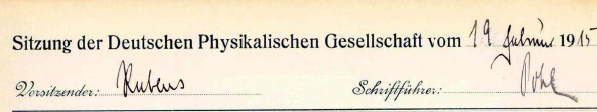 Sitzung der Deutschen Physikalischen Gesellschaft vom 19 Februar 1915
Vorsitzender: Rubens Schriftführer: Pohl